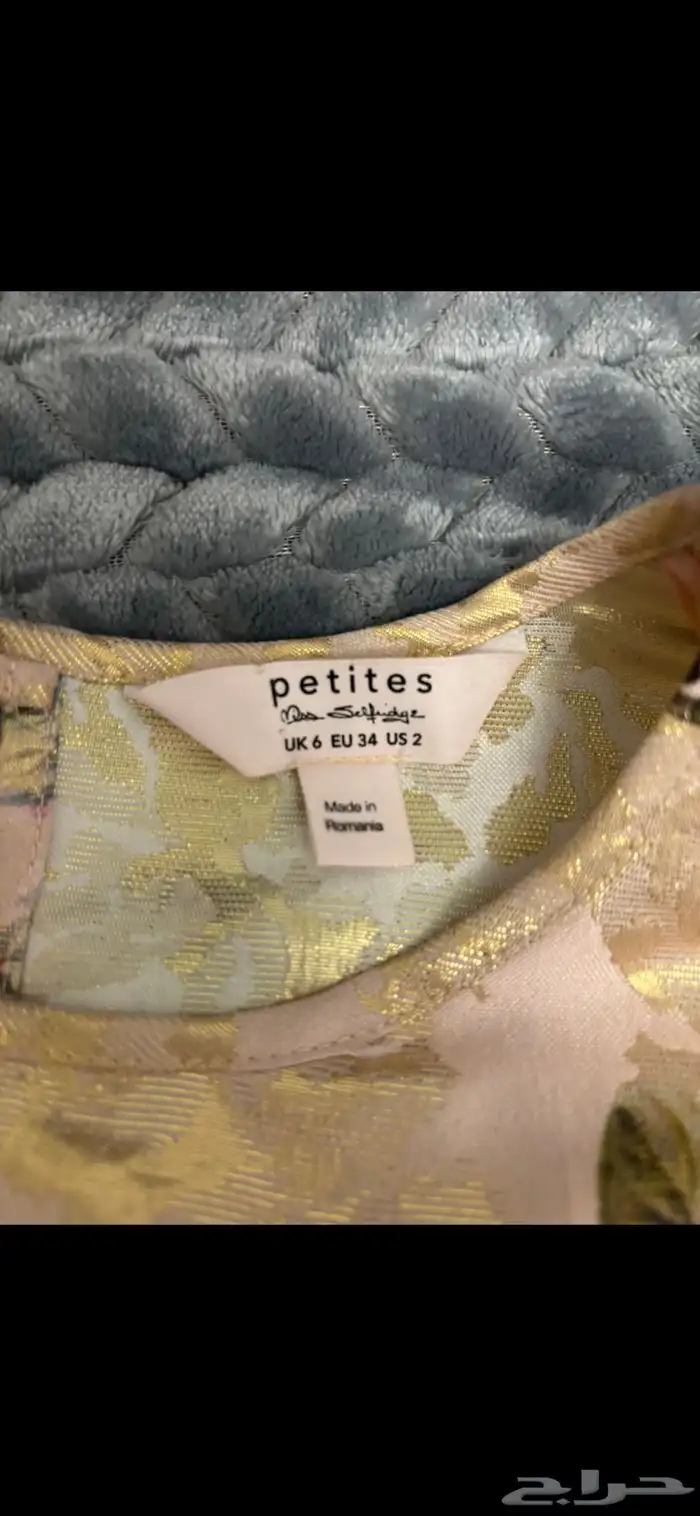 petites
Miss Selfridge
UK 6 EU 34 US 2
Made in
Romania
حراج